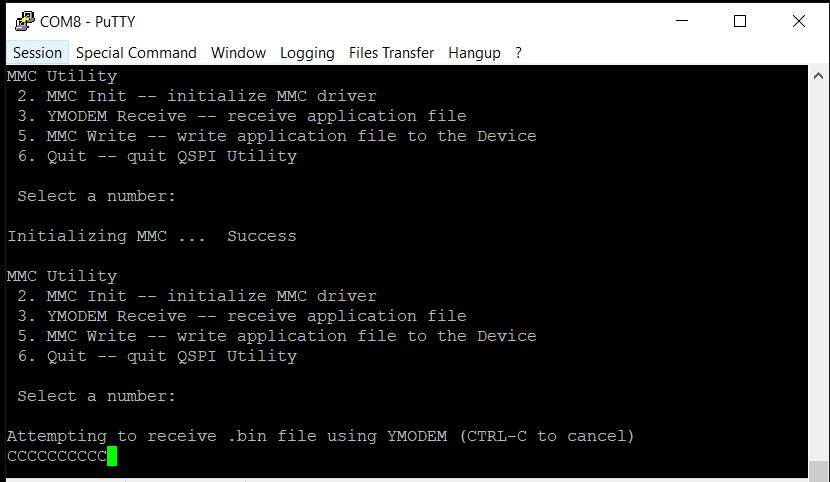 COM8 - PuTTY
Session Special Command Window Logging Files Transfer Hangup ?
MMC Utility
2. MMC Init -- initialize MMC driver
3. YMODEM Receive -- receive application file
5. MMC Write -- write application file to the Device
6. Quit -- quit QSPI Utility
Select a number:
Initializing MMC ...  Success
MMC Utility
2. MMC Init -- initialize MMC driver
3. YMODEM Receive -- receive application file
5. MMC Write -- write application file to the Device
6. Quit -- quit QSPI Utility
Select a number:
Attempting to receive .bin file using YMODEM (CTRL-C to cancel)
CCCCCCCCCC